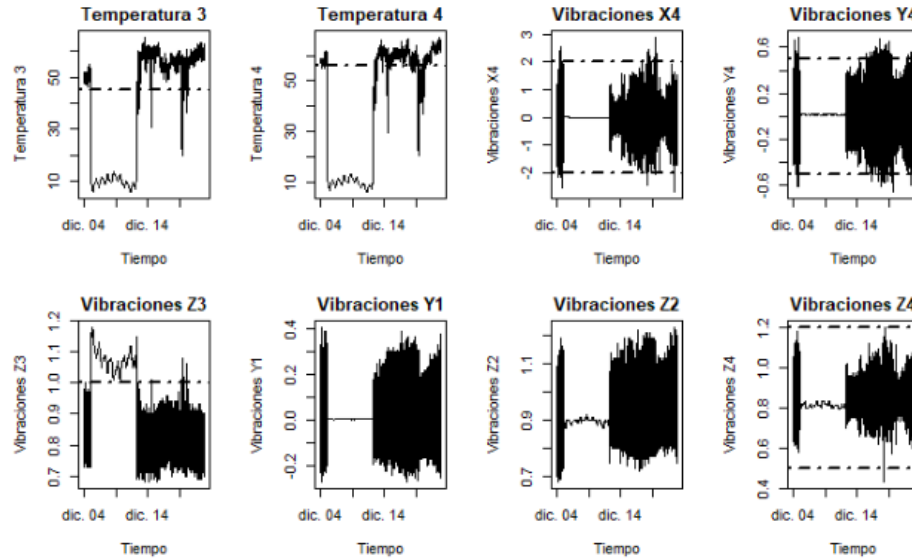 Temperatura 3
Temperatura 4
Vibraciones X4
Vibraciones Y4
Temperatura 3
10 30 50
Temperatura 4
10 30 50
Vibraciones X4
-2 -1 0 1 2 3
Vibraciones Y4
-0.6 -0.2 0.2 0.6
dic. 04 dic. 14
dic. 04 dic. 14
dic. 04 dic. 14
dic. 04 dic. 14
Tiempo
Tiempo
Tiempo
Tiempo
Vibraciones Z3
Vibraciones Y1
Vibraciones Z2
Vibraciones Z4
Vibraciones Z3
0.7 0.8 0.9 1.0 1.1 1.2
Vibraciones Y1
-0.2 0.0 0.2 0.4
Vibraciones Z2
0.7 0.9 1.1
Vibraciones Z4
0.4 0.6 0.8 1.0 1.2
dic. 04 dic. 14
dic. 04 dic. 14
dic. 04 dic. 14
dic. 04 dic. 14
Tiempo
Tiempo
Tiempo
Tiempo